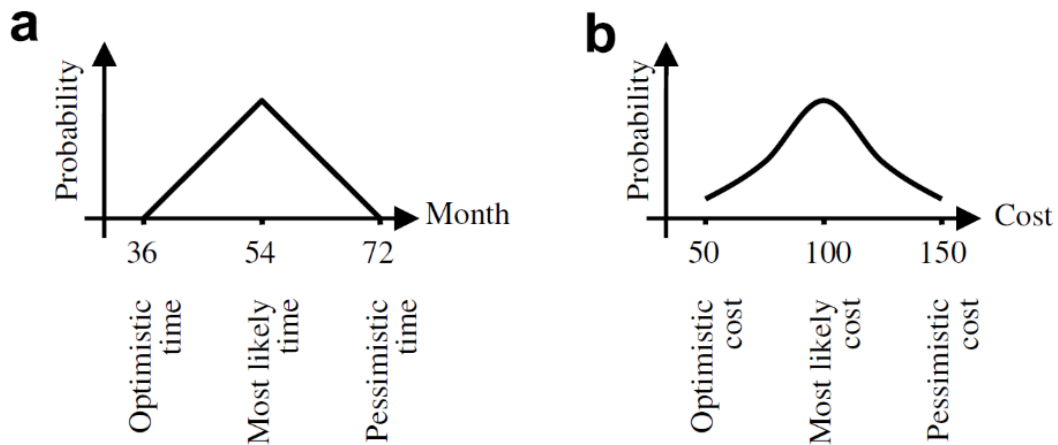 a
Probability
Month
36 54 72
Optimistic
time
Most likely
time
Pessimistic
time
b
Probability
Cost
50 100 150
Optimistic
cost
Most likely
cost
Pessimistic
cost